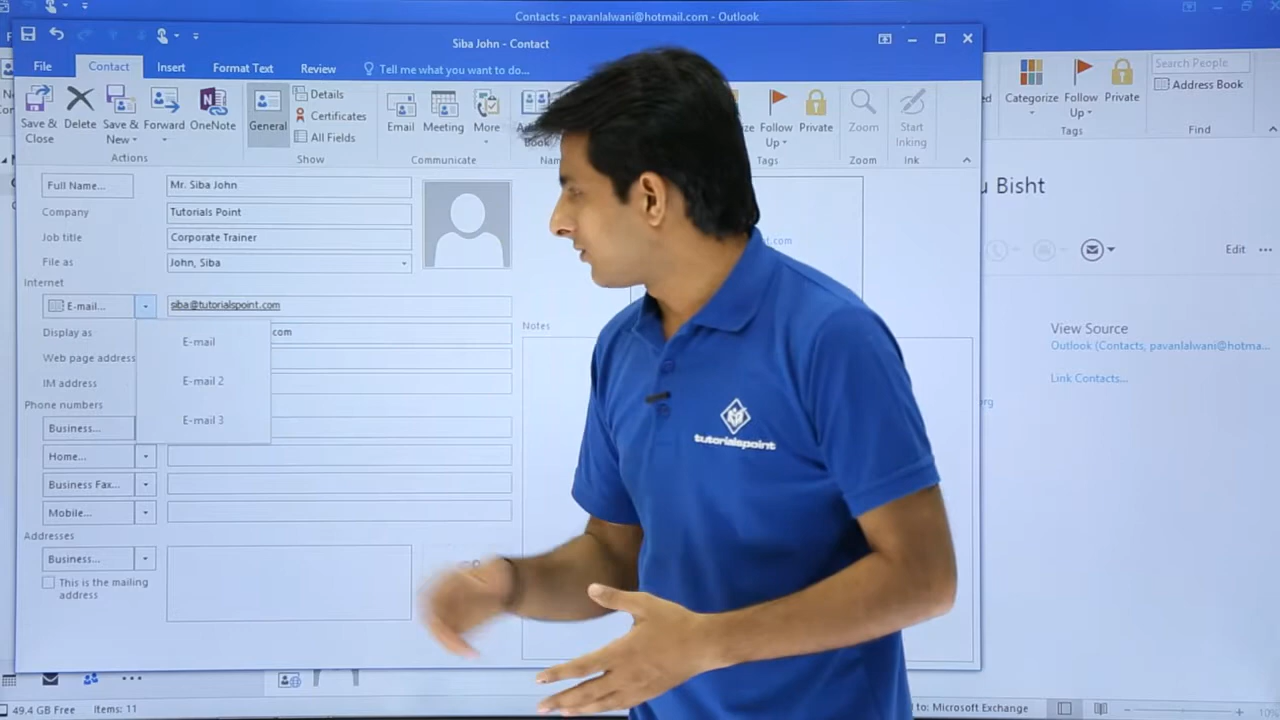 Contacts - pavanlalwani@hotmail.com - Outlook
Siba John - Contact
File
Contact
Insert
Format Text
Review
Tell me what you want to do...
Search People
Address Book
Find
Categorize
Follow Up
Private
Tags
Save & Close
Delete
Save & New
Forward
OneNote
Actions
General
Details
Certificates
All Fields
Show
Email
Meeting
More
Communicate
Book
Follow Up
Private
Tags
Zoom
Zoom
Start Inking
Ink
Full Name...
Mr. Siba John
Company
Tutorials Point
Job title
Corporate Trainer
File as
John, Siba
Internet
E-mail...
siba@tutorialspoint.com
Display as
com
Web page address
IM address
E-mail
E-mail 2
E-mail 3
Phone numbers
Business...
Home...
Business Fax...
Mobile...
Addresses
Business...
This is the mailing
address
Notes
Bisht
Edit
View Source
Outlook (Contacts, pavanlalwani@hotma...
Link Contacts...
tutorialspoint
49.4 GB Free
Items: 11
to: Microsoft Exchange